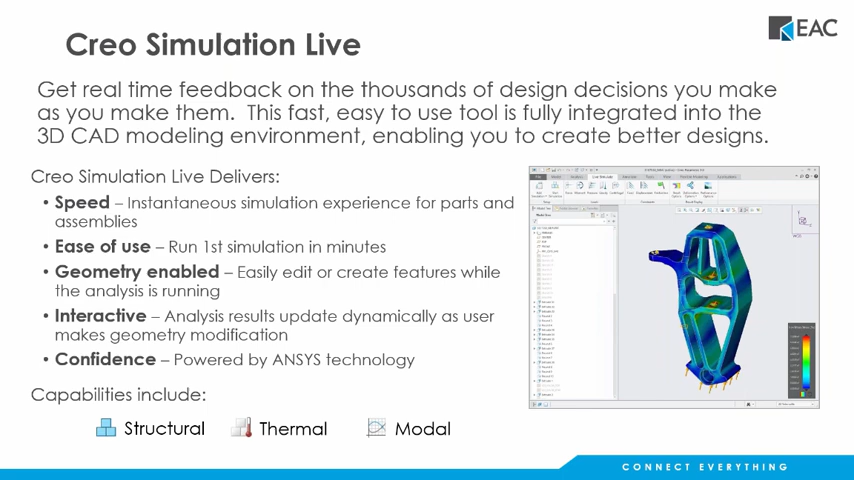 EAC
Creo Simulation Live
Get real time feedback on the thousands of design decisions you make
as you make them. This fast, easy to use tool is fully integrated into the
3D CAD modeling environment, enabling you to create better designs.
Creo Simulation Live Delivers:
• Speed – Instantaneous simulation experience for parts and
assemblies
• Ease of use – Run 1st simulation in minutes
• Geometry enabled – Easily edit or create features while
the analysis is running
• Interactive – Analysis results update dynamically as user
makes geometry modification
• Confidence – Powered by ANSYS technology
Capabilities include:
Structural Thermal Modal
CONNECT EVERYTHING